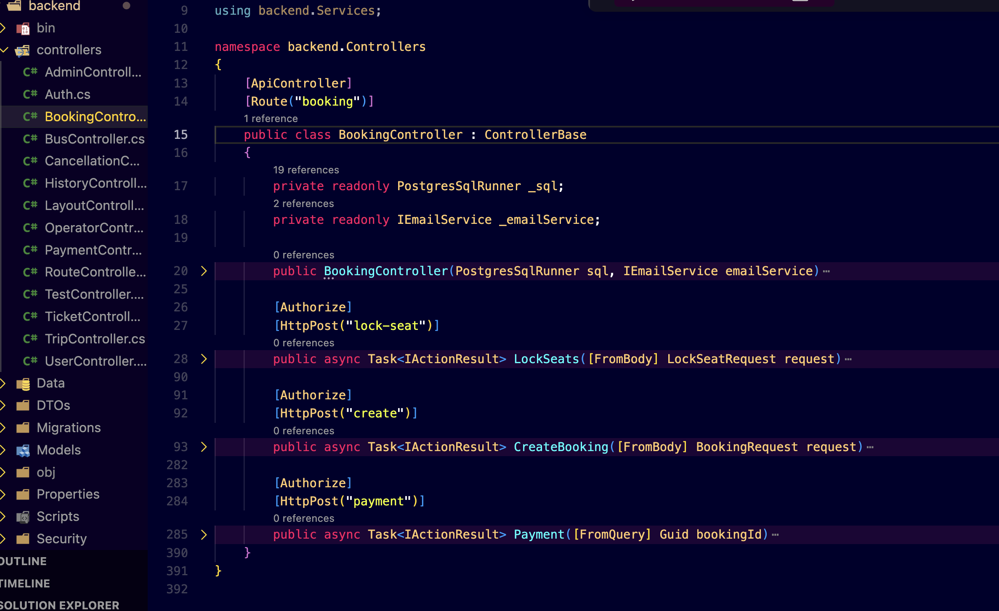 backend
bin
controllers
C# AdminControll...
C# Auth.cs
C# BookingContro...
C# BusController.cs
C# CancellationC...
C# HistoryControll...
C# LayoutControll...
C# OperatorContr...
C# PaymentContr...
C# RouteControlle...
C# TestController....
C# TicketControll...
C# TripController.cs
C# UserController....
Data
DTOs
Migrations
Models
obj
Properties
Scripts
Security
OUTLINE
TIMELINE
SOLUTION EXPLORER
9 using backend.Services;
10
11 namespace backend.Controllers
12 {
13 [ApiController]
14 [Route("booking")]
1 reference
15 public class BookingController : ControllerBase
16 {
19 references
17 private readonly PostgresSqlRunner _sql;
2 references
18 private readonly IEmailService _emailService;
19
0 references
20 public BookingController(PostgresSqlRunner sql, IEmailService emailService) ...
25
26 [Authorize]
27 [HttpPost("lock-seat")]
0 references
28 public async Task<IActionResult> LockSeats([FromBody] LockSeatRequest request) ...
90
91 [Authorize]
92 [HttpPost("create")]
0 references
93 public async Task<IActionResult> CreateBooking([FromBody] BookingRequest request) ...
282
283 [Authorize]
284 [HttpPost("payment")]
0 references
285 public async Task<IActionResult> Payment([FromQuery] Guid bookingId) ...
390 }
391 }
392